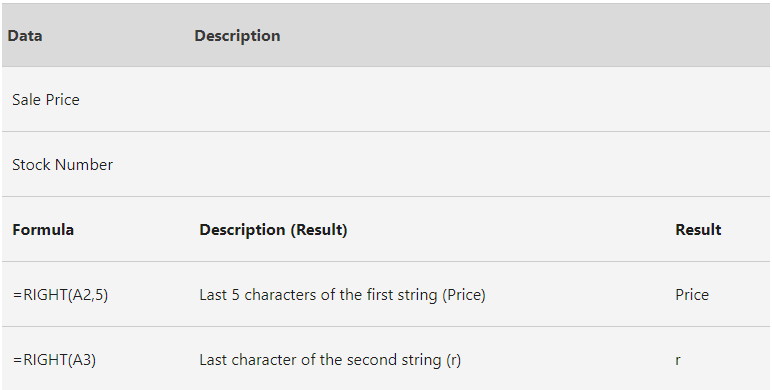 Data Description
Sale Price
Stock Number
Formula Description (Result) Result
=RIGHT(A2,5) Last 5 characters of the first string (Price) Price
=RIGHT(A3) Last character of the second string (r) r